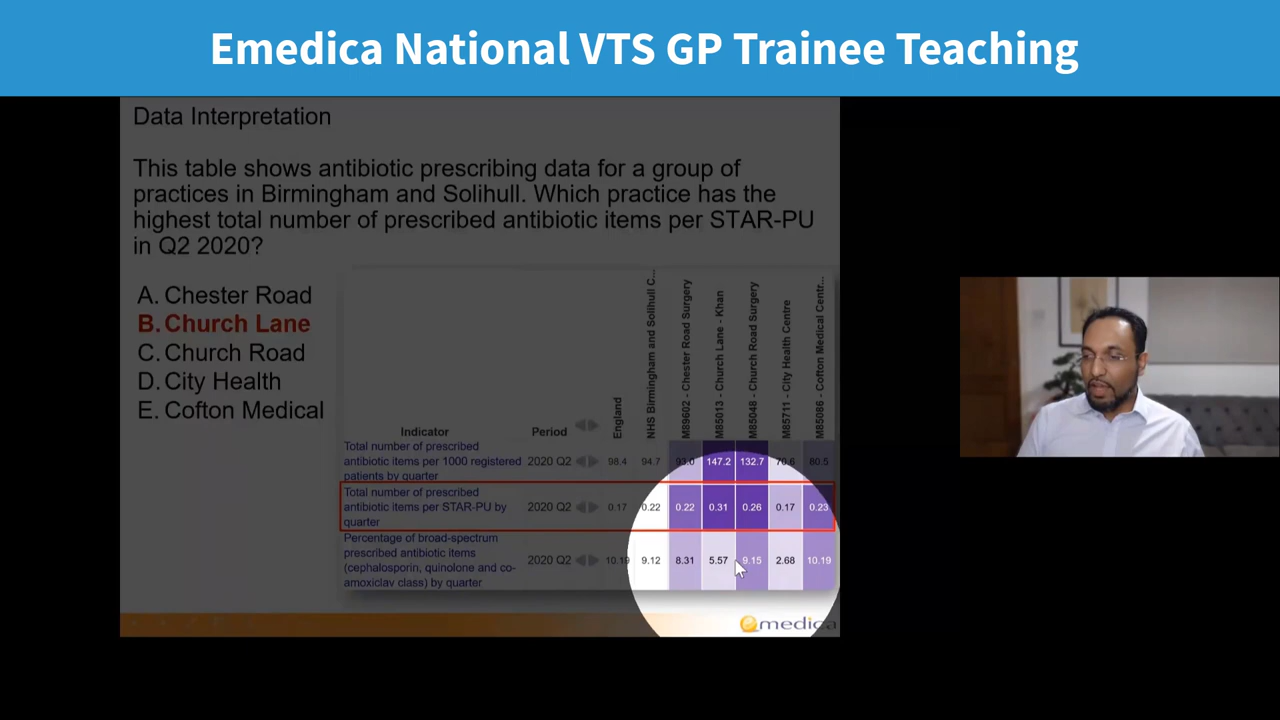 Emedica National VTS GP Trainee Teaching
Data Interpretation
This table shows antibiotic prescribing data for a group of
practices in Birmingham and Solihull. Which practice has the
highest total number of prescribed antibiotic items per STAR-PU
in Q2 2020?
A. Chester Road
B. Church Lane
C. Church Road
D. City Health
E. Cofton Medical
Indicator
Period
England
NHS Birmingham and Solihull C...
M89602 - Chester Road Surgery
M85013 - Church Lane - Khan
M85048 - Church Road Surgery
M85711 - City Health Centre
M85086 - Cofton Medical Centr...
Total number of prescribed
antibiotic items per 1000 registered
patients by quarter
2020 Q2
98.4
94.7
93.0
147.2
132.7
70.6
80.5
Total number of prescribed
antibiotic items per STAR-PU by
quarter
2020 Q2
0.17
0.22
0.22
0.31
0.26
0.17
0.23
Percentage of broad-spectrum
prescribed antibiotic items
(cephalosporin, quinolone and co-
amoxiclav class) by quarter
2020 Q2
10.19
9.12
8.31
5.57
9.15
2.68
10.19
emedica